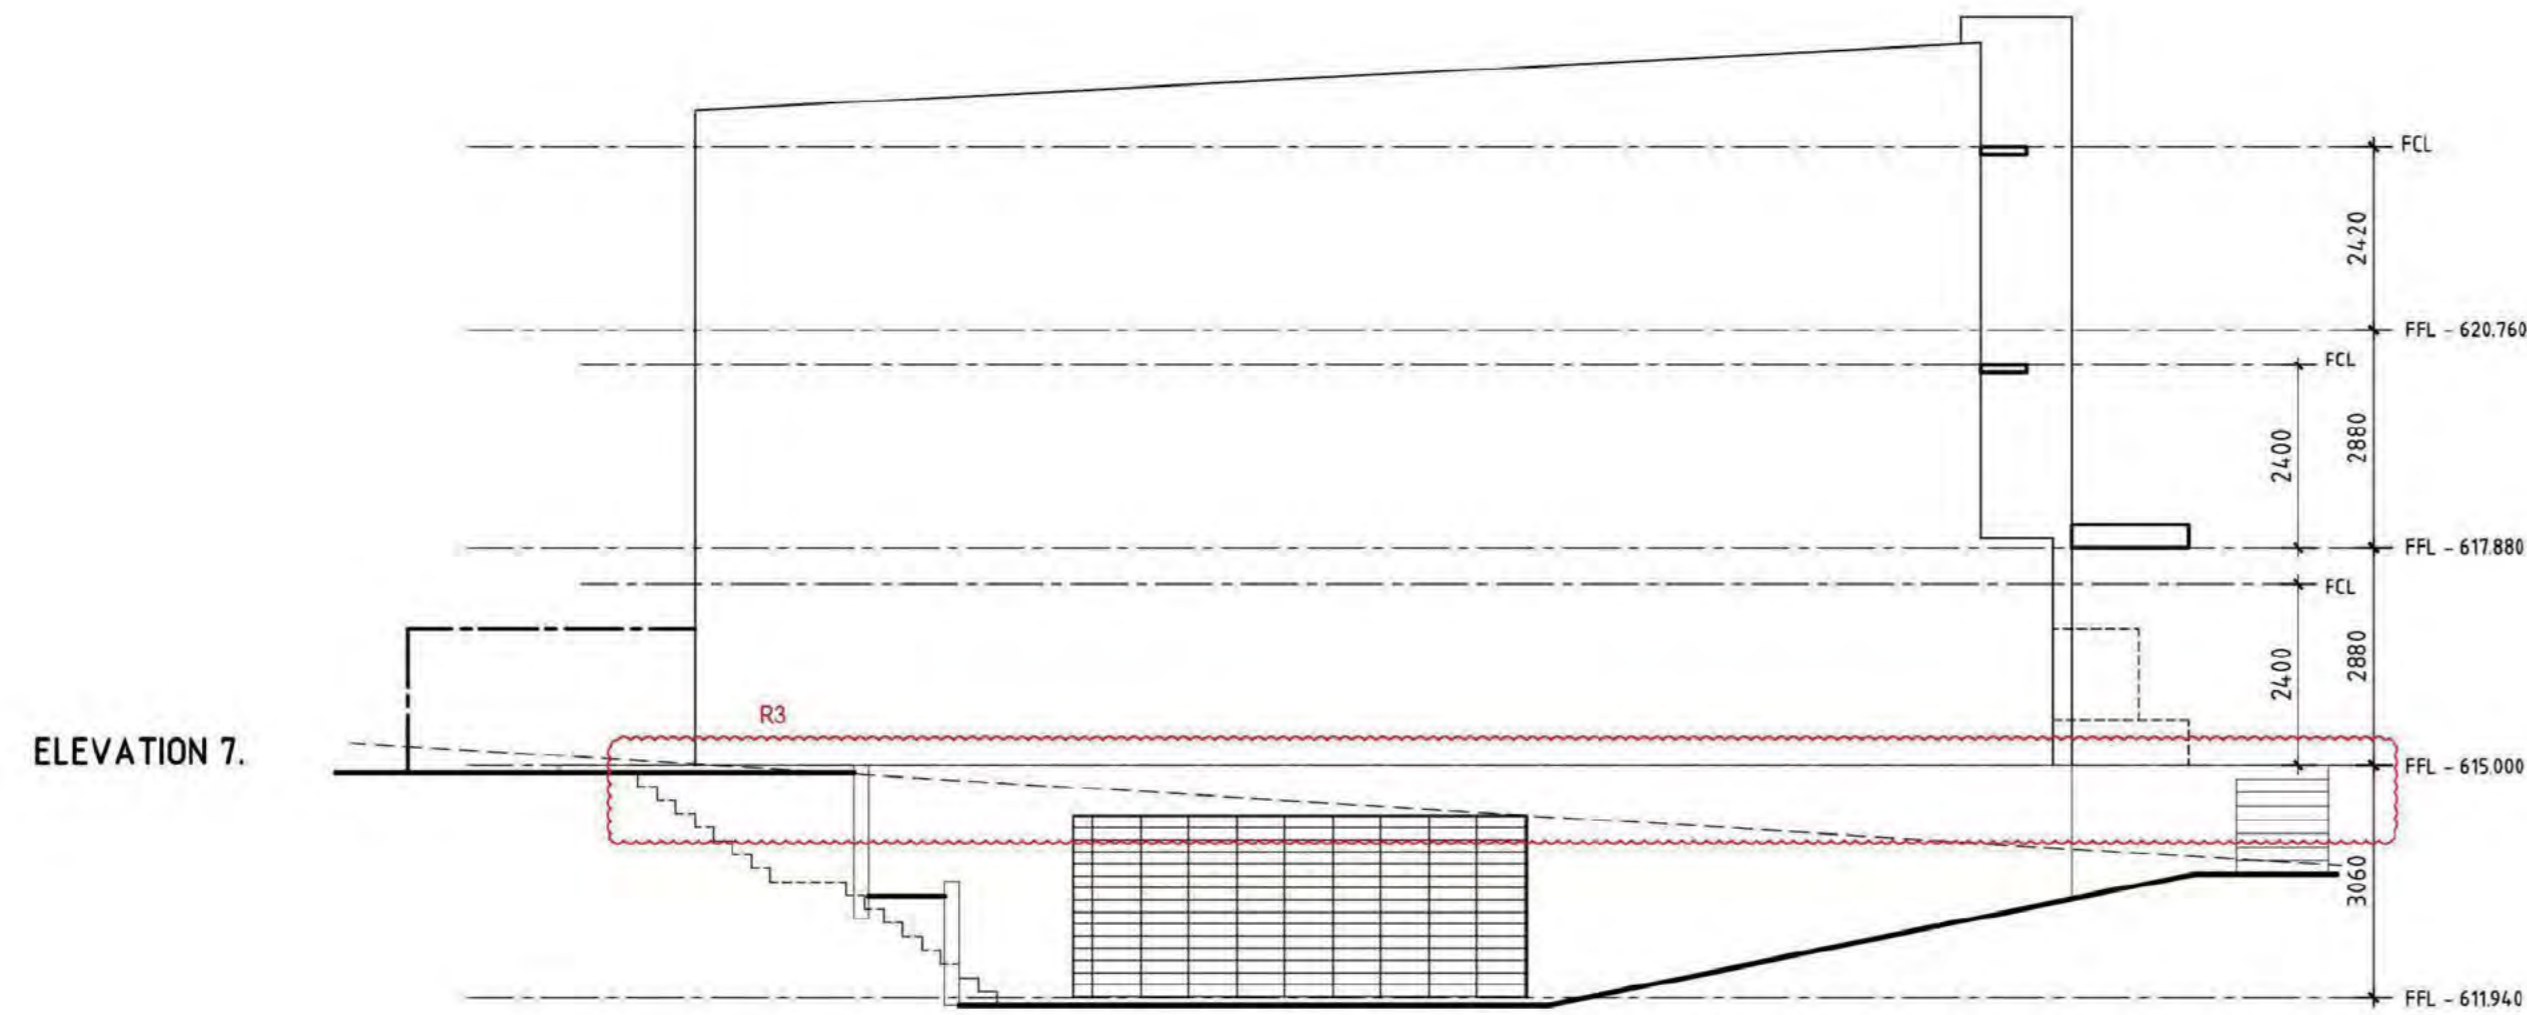 FCL
2420
FFL - 620.760
FCL
2400
2880
FFL - 617.880
FCL
2400
2880
R3
ELEVATION 7.
FFL - 615.000
3060
FFL - 611.940